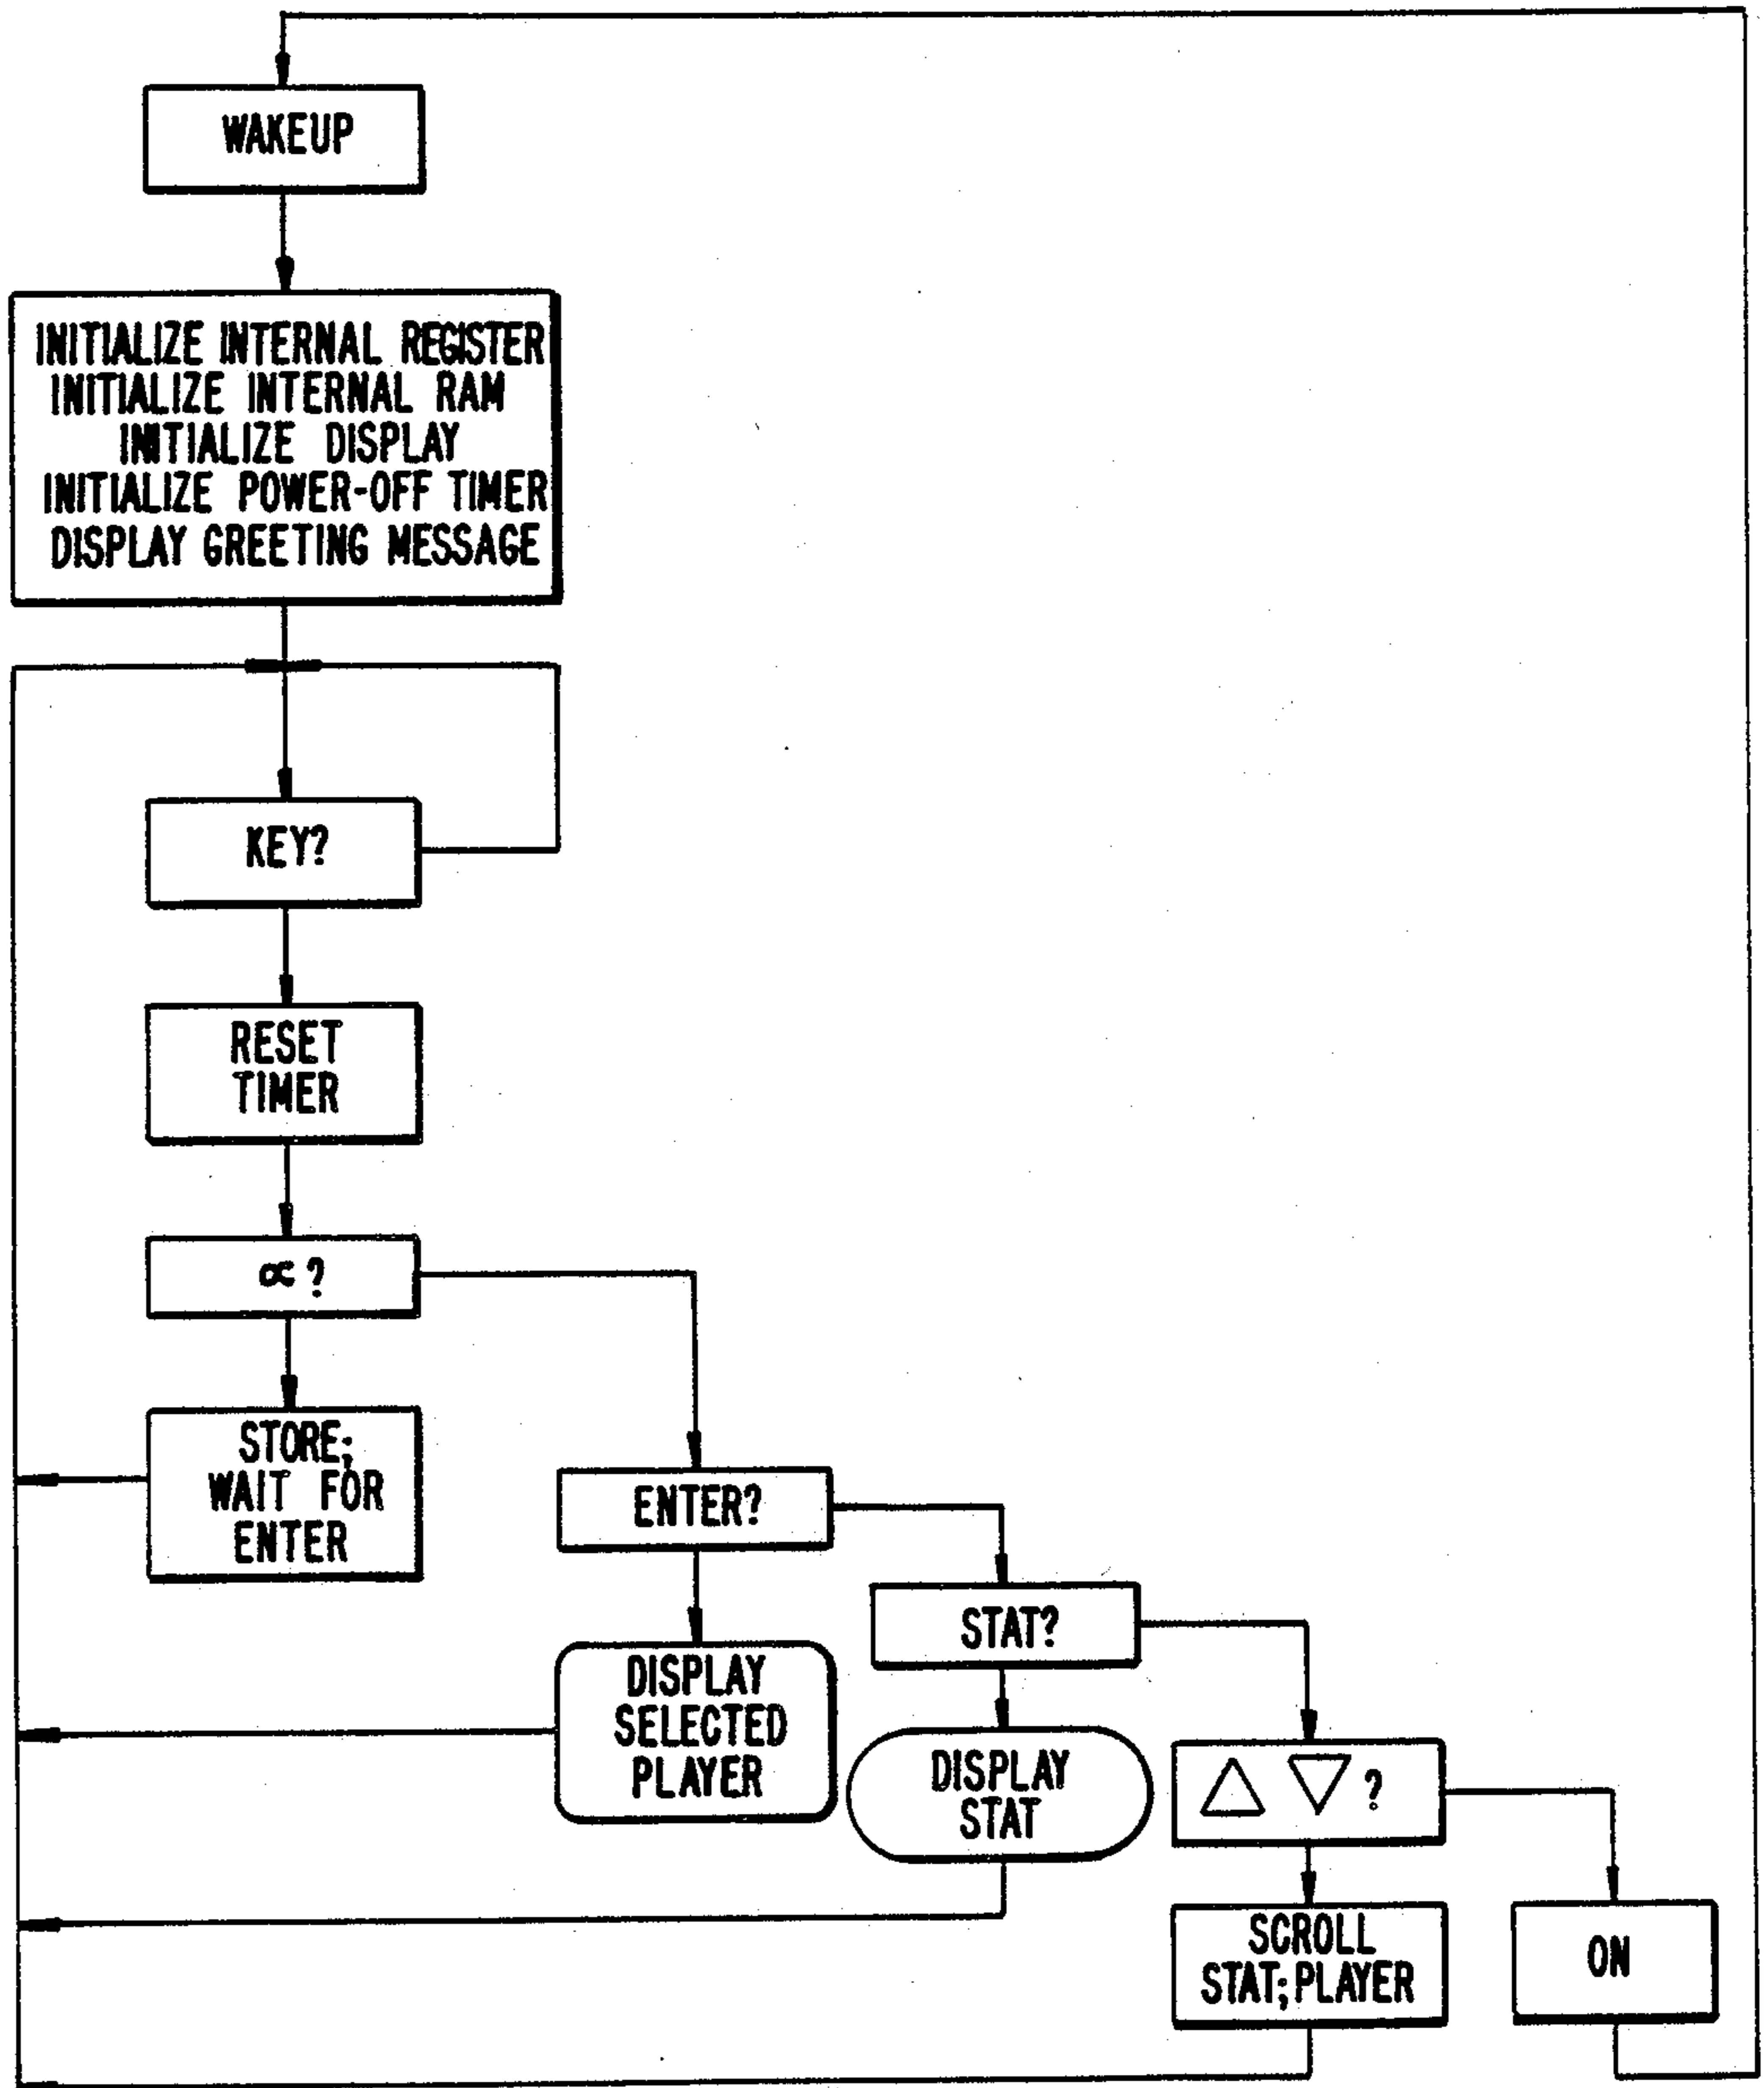 WAKEUP
INITIALIZE INTERNAL REGISTER
INITIALIZE INTERNAL RAM
INITIALIZE DISPLAY
INITIALIZE POWER-OFF TIMER
DISPLAY GREETING MESSAGE
KEY?
RESET
TIMER
∝ ?
STORE;
WAIT FOR
ENTER
ENTER?
DISPLAY
SELECTED
PLAYER
STAT?
DISPLAY
STAT
△ ▽ ?
SCROLL
STAT; PLAYER
ON